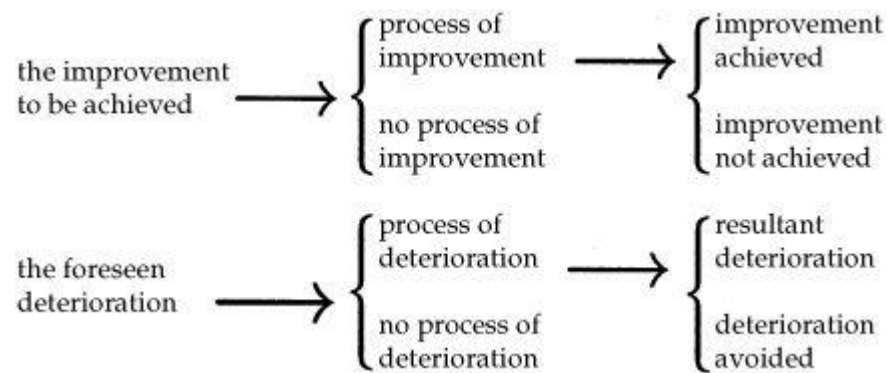 the improvement
to be achieved
process of
improvement
no process of
improvement
improvement
achieved
improvement
not achieved
the foreseen
deterioration
process of
deterioration
no process of
deterioration
resultant
deterioration
deterioration
avoided